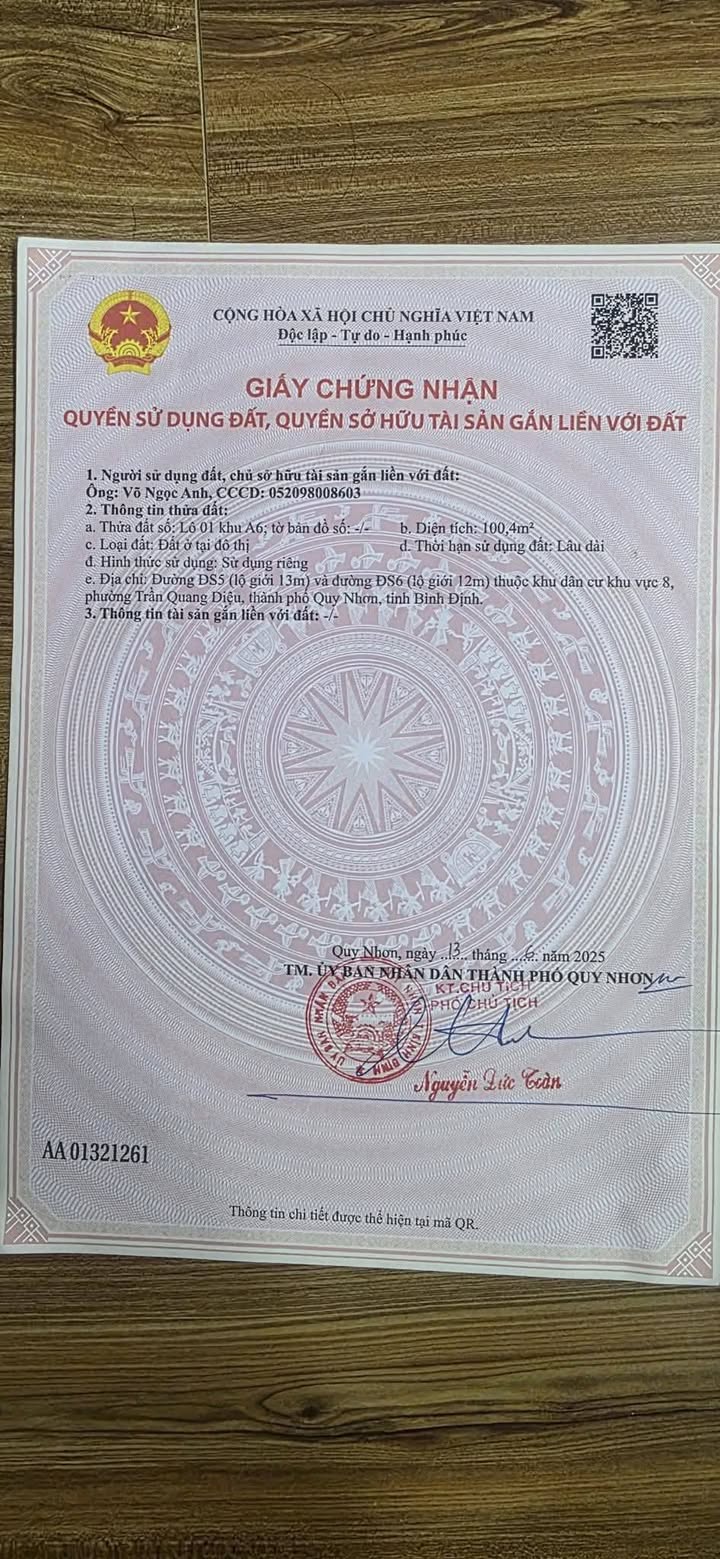 CỘNG HÒA XÃ HỘI CHỦ NGHĨA VIỆT NAM
Độc lập - Tự do - Hạnh phúc
GIẤY CHỨNG NHẬN
QUYỀN SỬ DỤNG ĐẤT, QUYỀN SỞ HỮU TÀI SẢN GẮN LIỀN VỚI ĐẤT
1. Người sử dụng đất, chủ sở hữu tài sản gắn liền với đất:
Ông: Võ Ngọc Anh, CCCD: 052098008603
2. Thông tin thửa đất:
a. Thửa đất số: Lô 01 khu A6; tờ bản đồ số: -/- b. Diện tích: 100,4m²
c. Loại đất: Đất ở tại đô thị d. Thời hạn sử dụng đất: Lâu dài
đ. Hình thức sử dụng: Sử dụng riêng
e. Địa chỉ: Đường ĐS5 (lộ giới 13m) và đường ĐS6 (lộ giới 12m) thuộc khu dân cư khu vực 8,
phường Trần Quang Diệu, thành phố Quy Nhơn, tỉnh Bình Định.
3. Thông tin tài sản gắn liền với đất: -/-
Quy Nhơn, ngày ..13.. tháng ...6.. năm 2025
TM. ỦY BAN NHÂN DÂN THÀNH PHỐ QUY NHƠN
KT.CHỦ TỊCH
PHÓ CHỦ TỊCH
Nguyễn Đức Toàn
AA 01321261
Thông tin chi tiết được thể hiện tại mã QR.